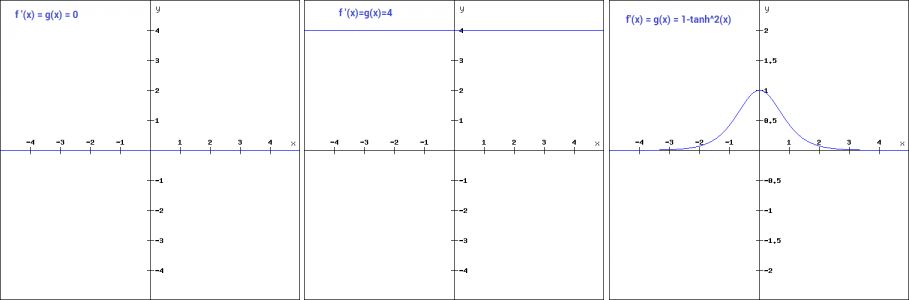 f '(x) = g(x) = 0
y
4
3
2
1
-4 -3 -2 -1 1 2 3 4 x
-1
-2
-3
-4
f '(x)=g(x)=4
y
4
3
2
1
-4 -3 -2 -1 1 2 3 4 x
-1
-2
-3
-4
f'(x) = g(x) = 1-tanh^2(x)
y
2
1,5
1
0,5
-4 -3 -2 -1 1 2 3 4 x
-0,5
-1
-1,5
-2